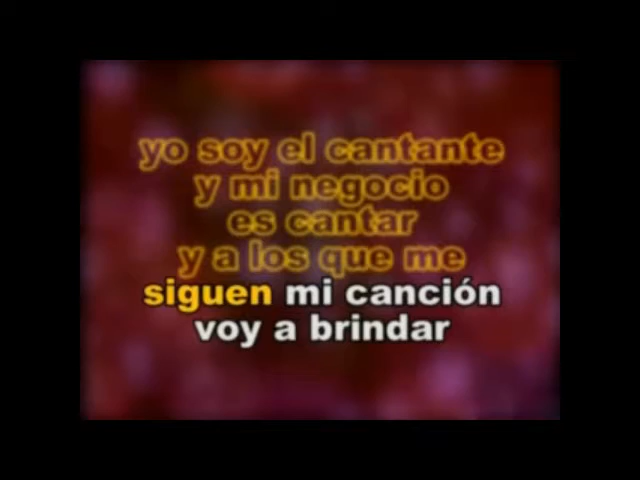 yo soy el cantante
y mi negocio
es cantar
y a los que me
siguen mi canción
voy a brindar